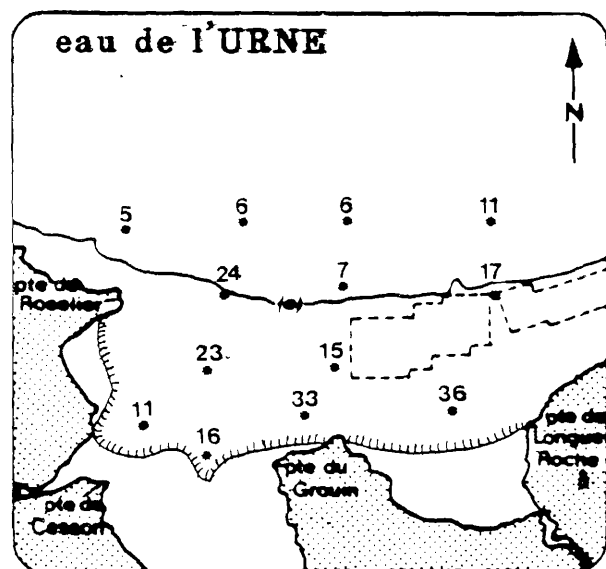 eau de l'URNE
N
5
6
6
11
24
7
17
pte du
Roselier
23
15
11
16
33
36
pte du
Grouin
pte de
Longue
Roche
pte de
Cesson